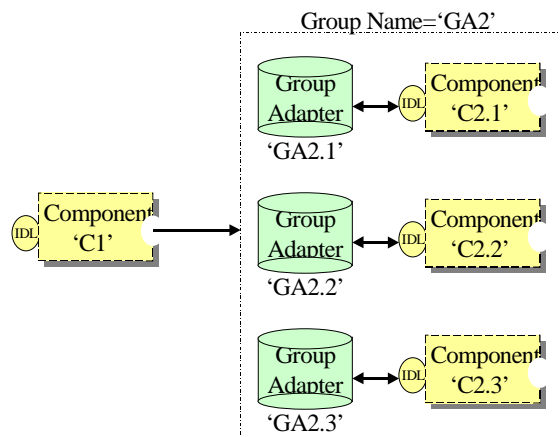 Group Name=‘GA2’
Group
Adapter
‘GA2.1’
IDL
Component
‘C2.1’
IDL
Component
‘C1’
Group
Adapter
‘GA2.2’
IDL
Component
‘C2.2’
Group
Adapter
‘GA2.3’
IDL
Component
‘C2.3’